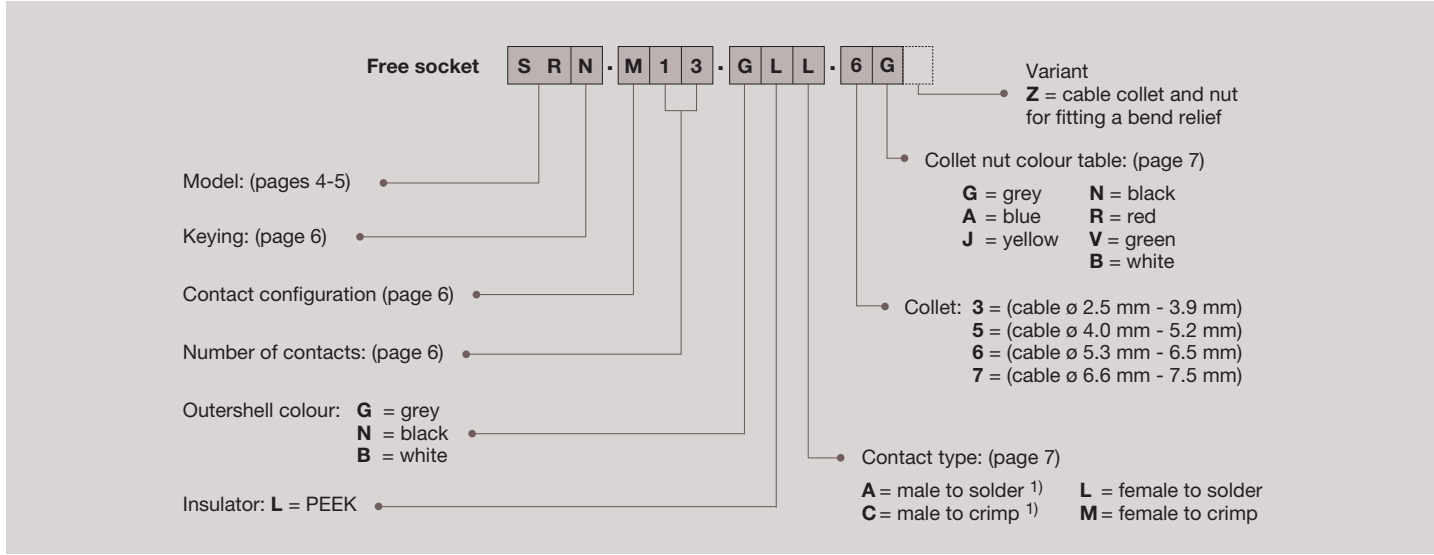 Free socket S R N . M 1 3 . G L L . 6 G
Variant
Z = cable collet and nut
for fitting a bend relief
Collet nut colour table: (page 7)
G = grey N = black
A = blue R = red
J = yellow V = green
B = white
Model: (pages 4-5)
Keying: (page 6)
Contact configuration (page 6)
Collet: 3 = (cable ø 2.5 mm - 3.9 mm)
5 = (cable ø 4.0 mm - 5.2 mm)
6 = (cable ø 5.3 mm - 6.5 mm)
7 = (cable ø 6.6 mm - 7.5 mm)
Number of contacts: (page 6)
Outershell colour: G = grey
N = black
B = white
Contact type: (page 7)
A = male to solder 1) L = female to solder
C = male to crimp 1) M = female to crimp
Insulator: L = PEEK